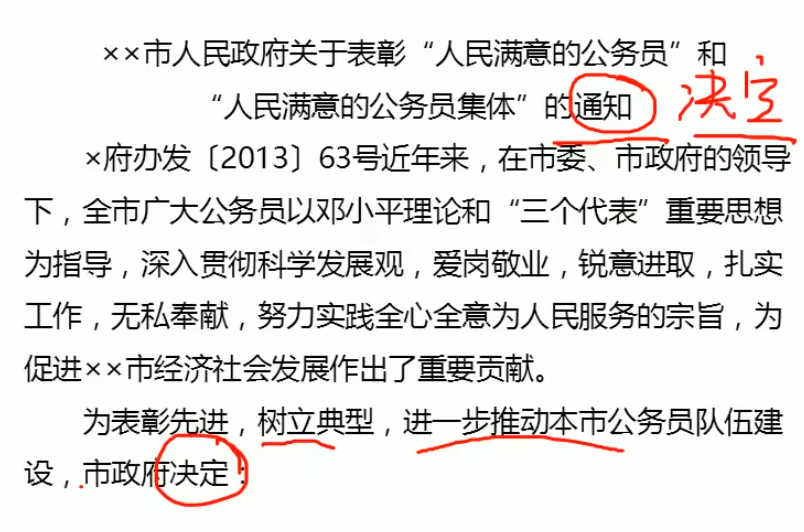 ××市人民政府关于表彰“人民满意的公务员”和
“人民满意的公务员集体”的通知 决定
×府办发〔2013〕63号近年来，在市委、市政府的领导
下，全市广大公务员以邓小平理论和“三个代表”重要思想
为指导，深入贯彻科学发展观，爱岗敬业，锐意进取，扎实
工作，无私奉献，努力实践全心全意为人民服务的宗旨，为
促进××市经济社会发展作出了重要贡献。
为表彰先进，树立典型，进一步推动本市公务员队伍建
设，市政府决定：